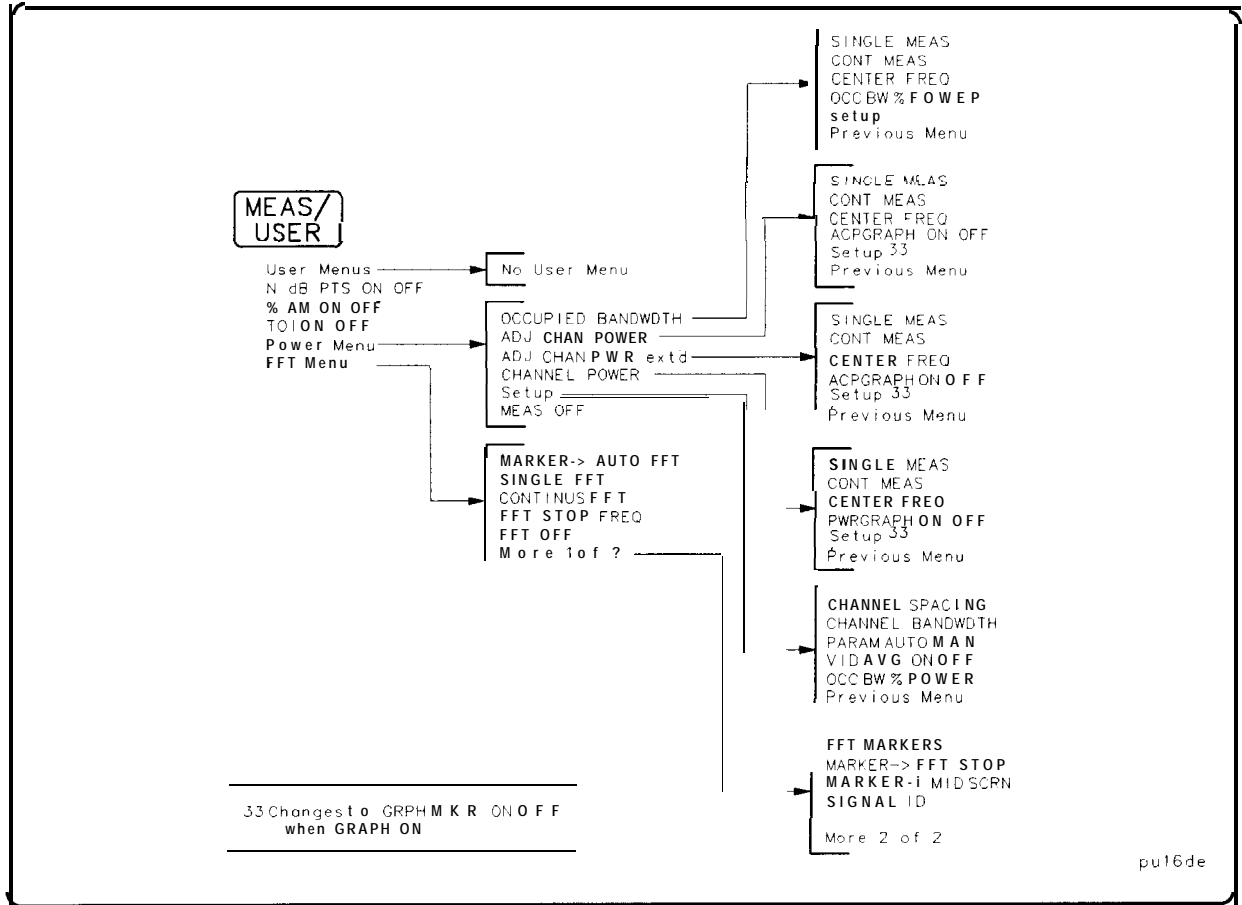 MEAS/
USER
User Menus
N dB PTS ON OFF
% AM ON OFF
TOI ON OFF
Power Menu
FFT Menu
No User Menu
OCCUPIED BANDWDTH
ADJ CHAN POWER
ADJ CHAN PWR extd
CHANNEL POWER
Setup
MEAS OFF
MARKER-> AUTO FFT
SINGLE FFT
CONTINUS FFT
FFT STOP FREQ
FFT OFF
More 1 of ?
SINGLE MEAS
CONT MEAS
CENTER FREQ
OCC BW % FOWEP
setup
Previous Menu
SINGLE MEAS
CONT MEAS
CENTER FREQ
ACPGRAPH ON OFF
Setup 33
Previous Menu
SINGLE MEAS
CONT MEAS
CENTER FREQ
ACPGRAPH ON OFF
Setup 33
Previous Menu
SINGLE MEAS
CONT MEAS
CENTER FREQ
PWRGRAPH ON OFF
Setup 33
Previous Menu
CHANNEL SPACING
CHANNEL BANDWDTH
PARAM AUTO MAN
VID AVG ON OFF
OCC BW % POWER
Previous Menu
FFT MARKERS
MARKER-> FFT STOP
MARKER-i MID SCRN
SIGNAL ID
More 2 of 2
33 Changes to GRPH MKR ON OFF
when GRAPH ON
pu16de